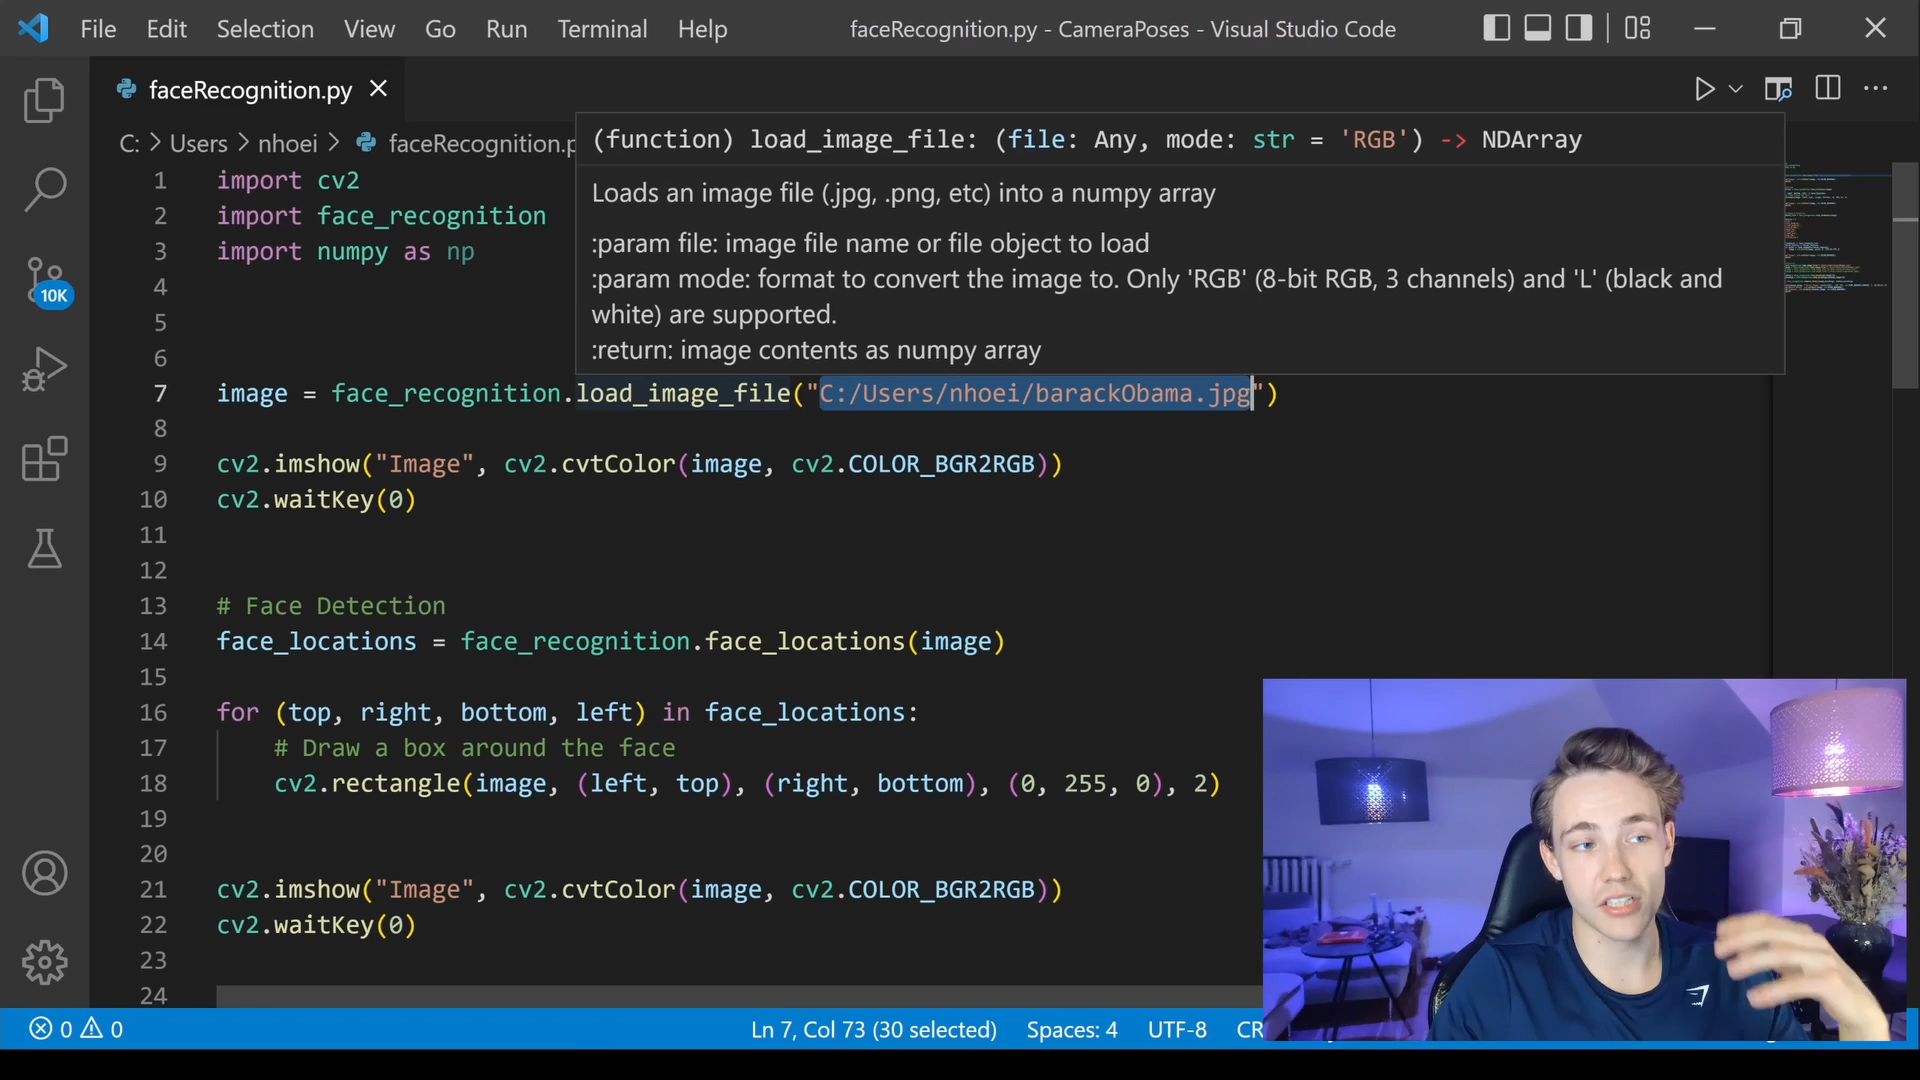 File Edit Selection View Go Run Terminal Help faceRecognition.py - CameraPoses - Visual Studio Code
faceRecognition.py
C: > Users > nhoei > faceRecognition.p
(function) load_image_file: (file: Any, mode: str = 'RGB') -> NDArray
Loads an image file (.jpg, .png, etc) into a numpy array
:param file: image file name or file object to load
:param mode: format to convert the image to. Only 'RGB' (8-bit RGB, 3 channels) and 'L' (black and
white) are supported.
:return: image contents as numpy array
10K
1 import cv2
2 import face_recognition
3 import numpy as np
4
5
6
7 image = face_recognition.load_image_file("C:/Users/nhoei/barackObama.jpg")
8
9 cv2.imshow("Image", cv2.cvtColor(image, cv2.COLOR_BGR2RGB))
10 cv2.waitKey(0)
11
12
13 # Face Detection
14 face_locations = face_recognition.face_locations(image)
15
16 for (top, right, bottom, left) in face_locations:
17 # Draw a box around the face
18 cv2.rectangle(image, (left, top), (right, bottom), (0, 255, 0), 2)
19
20
21 cv2.imshow("Image", cv2.cvtColor(image, cv2.COLOR_BGR2RGB))
22 cv2.waitKey(0)
23
24
0 0 Ln 7, Col 73 (30 selected) Spaces: 4 UTF-8 CR